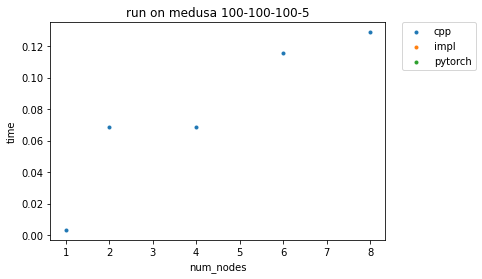 run on medusa 100-100-100-5
cpp
impl
pytorch
0.12
0.10
0.08
0.06
0.04
0.02
0.00
time
1 2 3 4 5 6 7 8
num_nodes